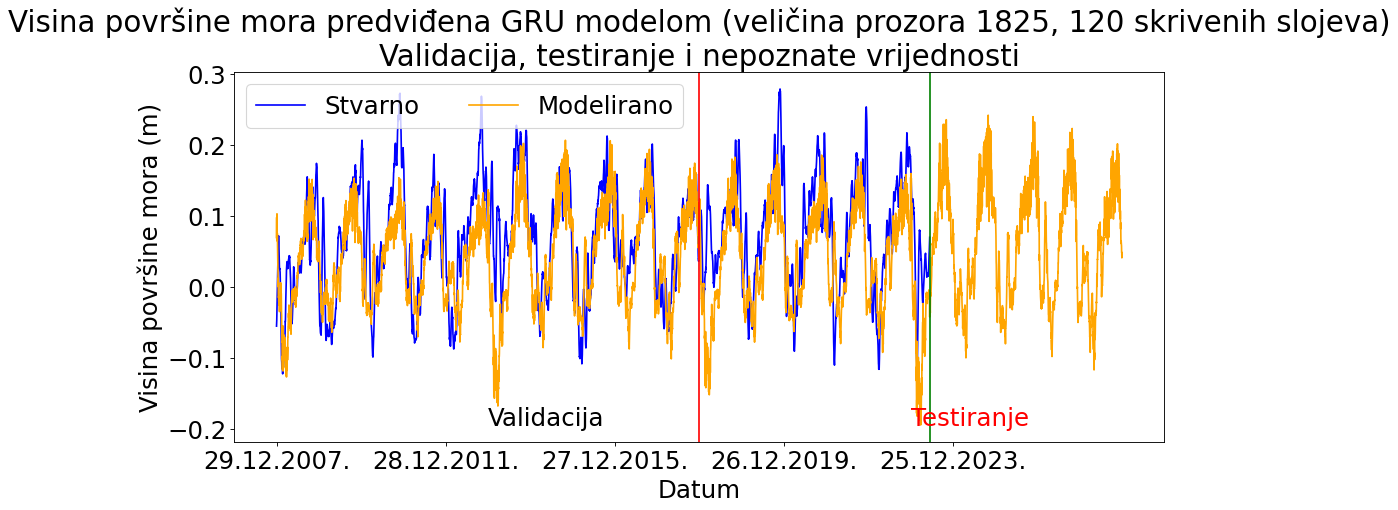 Visina površine mora predviđena GRU modelom (veličina prozora 1825, 120 skrivenih slojeva)
Validacija, testiranje i nepoznate vrijednosti
Stvarno
Modelirano
Visina površine mora (m)
0.3
0.2
0.1
0.0
−0.1
−0.2
Validacija
Testiranje
29.12.2007.
28.12.2011.
27.12.2015.
26.12.2019.
25.12.2023.
Datum